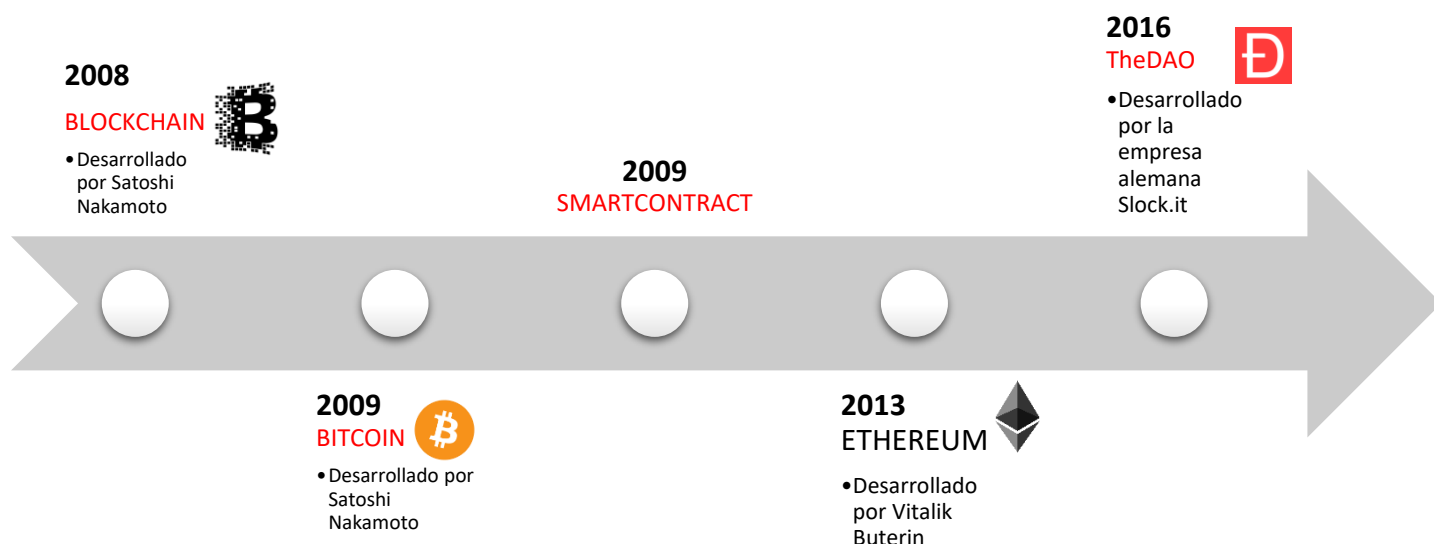 2008
BLOCKCHAIN
•Desarrollado
por Satoshi
Nakamoto
2009
BITCOIN
•Desarrollado por
Satoshi
Nakamoto
2009
SMARTCONTRACT
2013
ETHEREUM
•Desarrollado
por Vitalik
Buterin
2016
TheDAO
•Desarrollado
por la
empresa
alemana
Slock.it